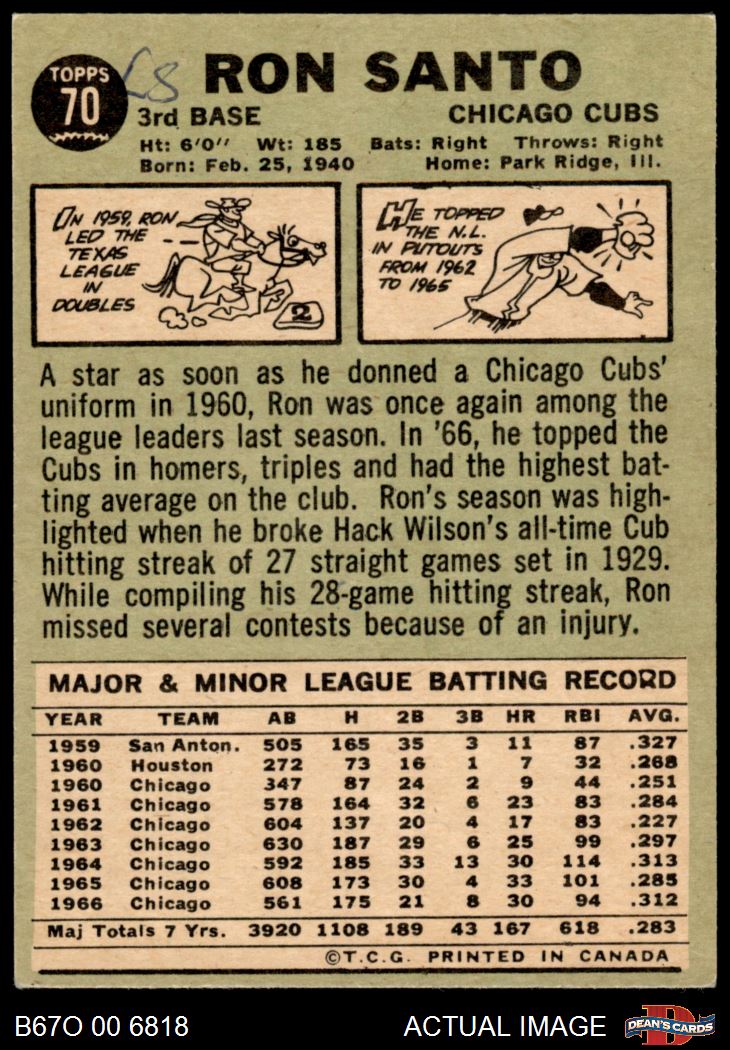 TOPPS
70
LS
RON SANTO
3rd BASE
CHICAGO CUBS
Ht: 6'0" Wt: 185 Bats: Right Throws: Right
Born: Feb. 25, 1940 Home: Park Ridge, Ill.
IN 1959, RON
LED THE
TEXAS
LEAGUE
IN
DOUBLES
2
HE TOPPED
THE N.L.
IN PUTOUTS
FROM 1962
TO 1965
A star as soon as he donned a Chicago Cubs'
uniform in 1960, Ron was once again among the
league leaders last season. In '66, he topped the
Cubs in homers, triples and had the highest bat-
ting average on the club. Ron's season was high-
lighted when he broke Hack Wilson's all-time Cub
hitting streak of 27 straight games set in 1929.
While compiling his 28-game hitting streak, Ron
missed several contests because of an injury.
MAJOR & MINOR LEAGUE BATTING RECORD
YEAR TEAM AB H 2B 3B HR RBI AVG.
1959 San Anton. 505 165 35 3 11 87 .327
1960 Houston 272 73 16 1 7 32 .268
1960 Chicago 347 87 24 2 9 44 .251
1961 Chicago 578 164 32 6 23 83 .284
1962 Chicago 604 137 20 4 17 83 .227
1963 Chicago 630 187 29 6 25 99 .297
1964 Chicago 592 185 33 13 30 114 .313
1965 Chicago 608 173 30 4 33 101 .285
1966 Chicago 561 175 21 8 30 94 .312
Maj Totals 7 Yrs. 3920 1108 189 43 167 618 .283
©T.C.G. PRINTED IN CANADA
B67O 00 6818
ACTUAL IMAGE
DEAN'S CARDS